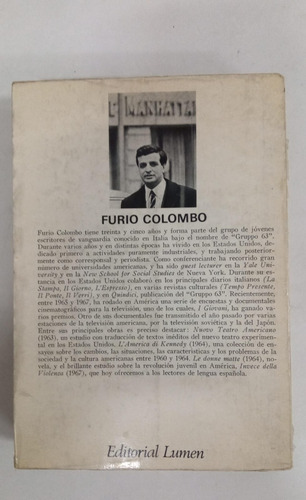 L'MANHATTA
FURIO COLOMBO
Furio Colombo tiene treinta y cinco años y forma parte del grupo de jóvenes
escritores de vanguardia conocido en Italia bajo el nombre de "Gruppo 63".
Durante varios años y en distintas épocas ha vivido en los Estados Unidos, de-
dicado primero a actividades puramente industriales, y trabajando posterior-
mente como corresponsal y periodista. Como conferenciante ha recorrido gran
número de universidades americanas, y ha sido guest lecturer en la Yale Uni-
versity y en la New School for Social Studies de Nueva York. Durante su es-
tancia en los Estados Unidos colaboró en los principales diarios italianos (La
Stampa, Il Giorno, L'Espresso), en varias revistas culturales (Tempo Presente,
Il Ponte, Il Verri), y en Quindici, publicación del "Gruppo 63". Recientemente,
entre 1965 y 1967, ha rodado en América una serie de encuestas y documentales
cinematográficos para la televisión, uno de los cuales, I Giovani, ha ganado va-
rios premios. Otro de sus documentales fue transmitido el año pasado por varias
estaciones de la televisión americana, por la televisión soviética y la del Japón.
Entre sus principales obras es preciso destacar: Nuovo Teatro Americano
(1963), un estudio con traducción de textos inéditos del nuevo teatro experimen-
tal en los Estados Unidos. L'America di Kennedy (1964), una colección de en-
sayos sobre los cambios, las situaciones, las características y los problemas de la
sociedad y la cultura americanas entre 1960 y 1964. Le donne matte (1964), no-
vela, y el brillante estudio sobre la revolución juvenil en América, Invece della
Violenza (1967), que hoy ofrecemos a los lectores de lengua española.
Editorial Lumen